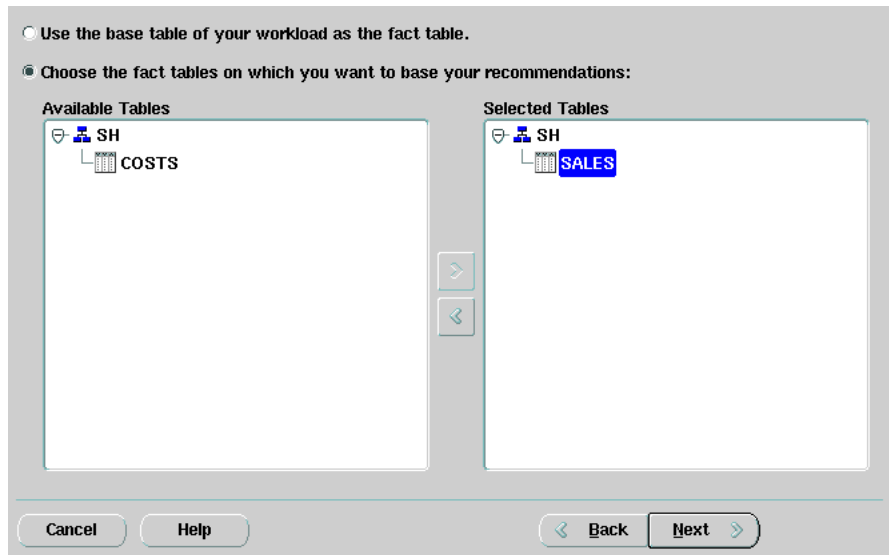 Use the base table of your workload as the fact table.
Choose the fact tables on which you want to base your recommendations:
Available Tables
SH
COSTS
Selected Tables
SH
SALES
Cancel
Help
Back
Next